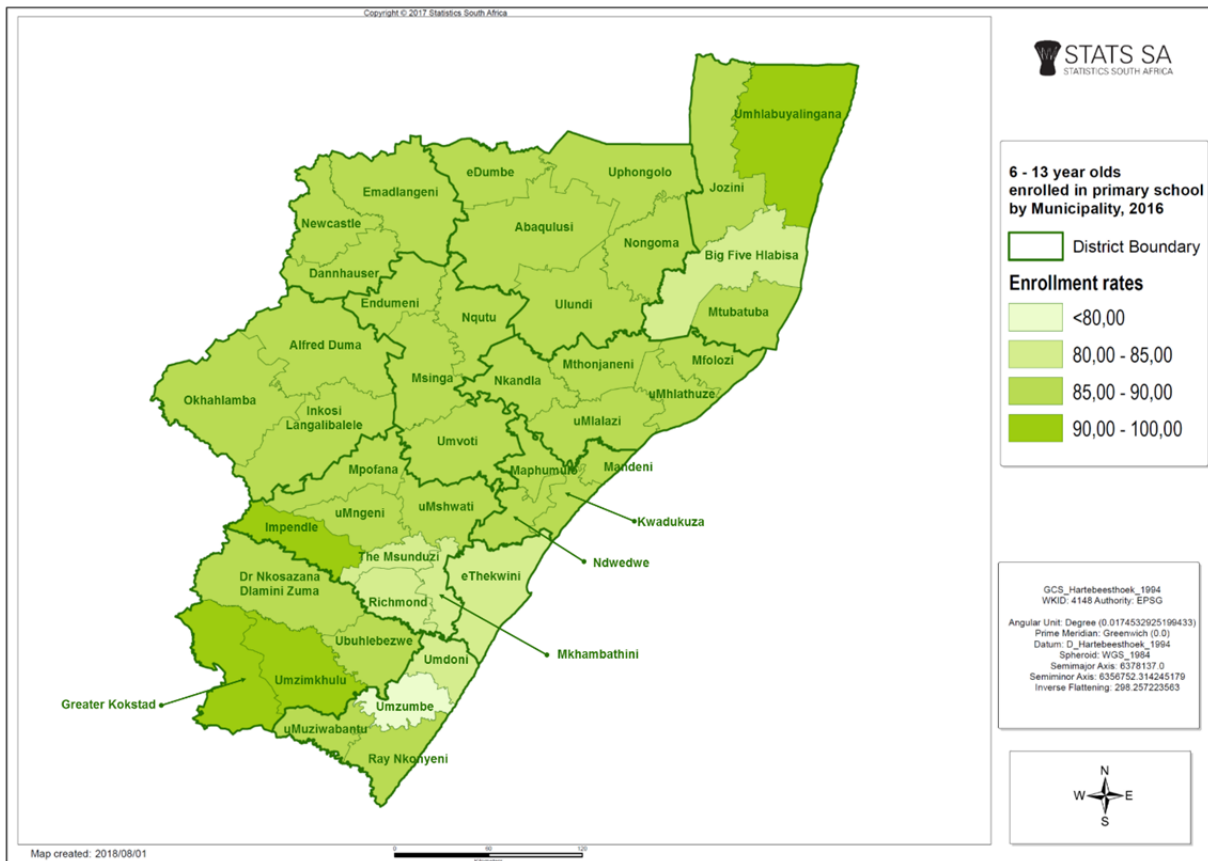 Copyright © 2017 Statistics South Africa
STATS SA
STATISTICS SOUTH AFRICA
6 - 13 year olds
enrolled in primary school
by Municipality, 2016
District Boundary
Enrollment rates
<80,00
80,00 - 85,00
85,00 - 90,00
90,00 - 100,00
Umhlabuyalingana
Jozini
eDumbe
Uphongolo
Emadlangeni
Newcastle
Abaqulusi
Nongoma
Big Five Hlabisa
Dannhauser
Endumeni
Ulundi
Mtubatuba
Nqutu
Alfred Duma
Mthonjaneni
Mfolozi
Msinga
Nkandla
uMhlathuze
Okhahlamba
Inkosi
Langalibalele
uMlalazi
Umvoti
Mpofana
Maphumulo
Mandeni
uMngeni
uMshwati
Kwadukuza
Impendle
The Msunduzi
Ndwedwe
eThekwini
Dr Nkosazana
Dlamini Zuma
Richmond
Ubuhlebezwe
Mkhambathini
Umdoni
Umzimkhulu
Greater Kokstad
Umzumbe
uMuziwabantu
Ray Nkonyeni
GCS_Hartebeesthoek_1994
WKID: 4148 Authority: EPSG
Angular Unit: Degree (0.0174532925199433)
Prime Meridian: Greenwich (0.0)
Datum: D_Hartebeesthoek_1994
Spheroid: WGS_1984
Semimajor Axis: 6378137.0
Semiminor Axis: 6356752.314245179
Inverse Flattening: 298.257223563
N
W E
S
Map created: 2018/08/01
0 60 120